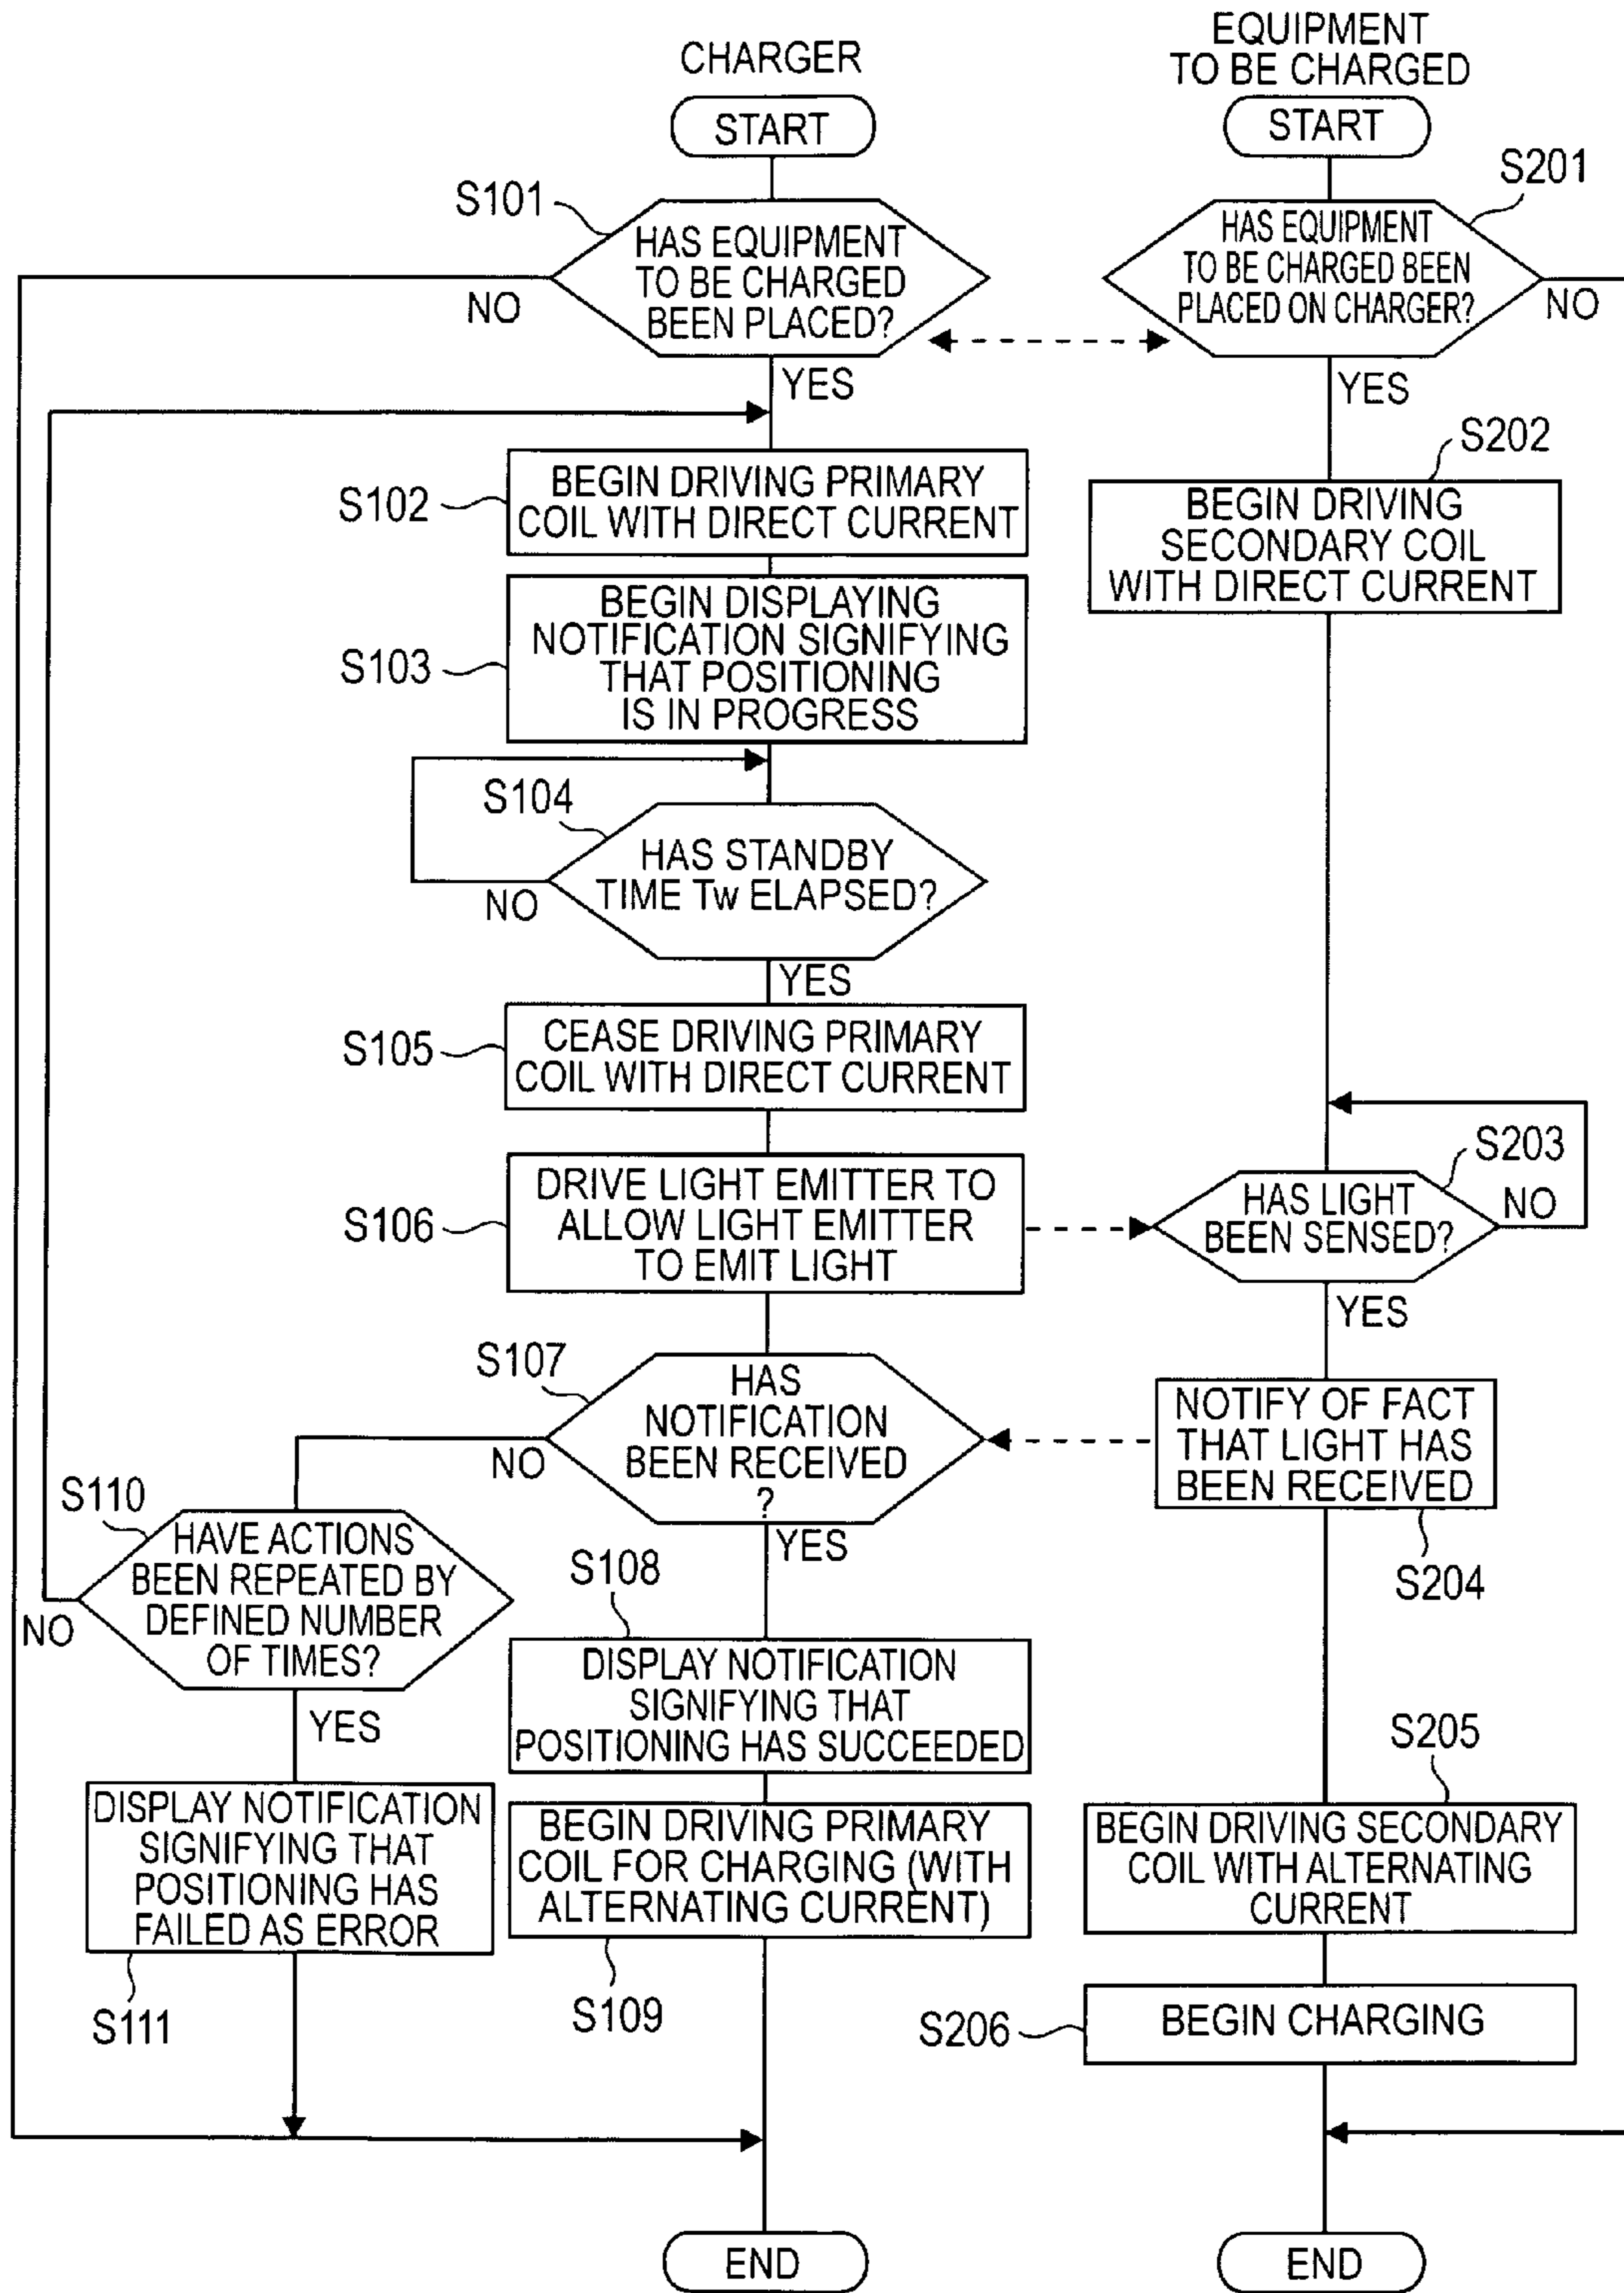 CHARGER
START
S101
HAS EQUIPMENT
TO BE CHARGED
BEEN PLACED?
NO
YES
S102
BEGIN DRIVING PRIMARY
COIL WITH DIRECT CURRENT
S103
BEGIN DISPLAYING
NOTIFICATION SIGNIFYING
THAT POSITIONING
IS IN PROGRESS
S104
HAS STANDBY
TIME Tw ELAPSED?
NO
YES
S105
CEASE DRIVING PRIMARY
COIL WITH DIRECT CURRENT
S106
DRIVE LIGHT EMITTER TO
ALLOW LIGHT EMITTER
TO EMIT LIGHT
S107
HAS
NOTIFICATION
BEEN RECEIVED
?
NO
YES
S110
HAVE ACTIONS
BEEN REPEATED BY
DEFINED NUMBER
OF TIMES?
NO
YES
S108
DISPLAY NOTIFICATION
SIGNIFYING THAT
POSITIONING HAS SUCCEEDED
DISPLAY NOTIFICATION
SIGNIFYING THAT
POSITIONING HAS
FAILED AS ERROR
S111
BEGIN DRIVING PRIMARY
COIL FOR CHARGING (WITH
ALTERNATING CURRENT)
S109
END
EQUIPMENT
TO BE CHARGED
START
S201
HAS EQUIPMENT
TO BE CHARGED BEEN
PLACED ON CHARGER?
NO
YES
S202
BEGIN DRIVING
SECONDARY COIL
WITH DIRECT CURRENT
S203
HAS LIGHT
BEEN SENSED?
NO
YES
NOTIFY OF FACT
THAT LIGHT HAS
BEEN RECEIVED
S204
S205
BEGIN DRIVING SECONDARY
COIL WITH ALTERNATING
CURRENT
S206
BEGIN CHARGING
END